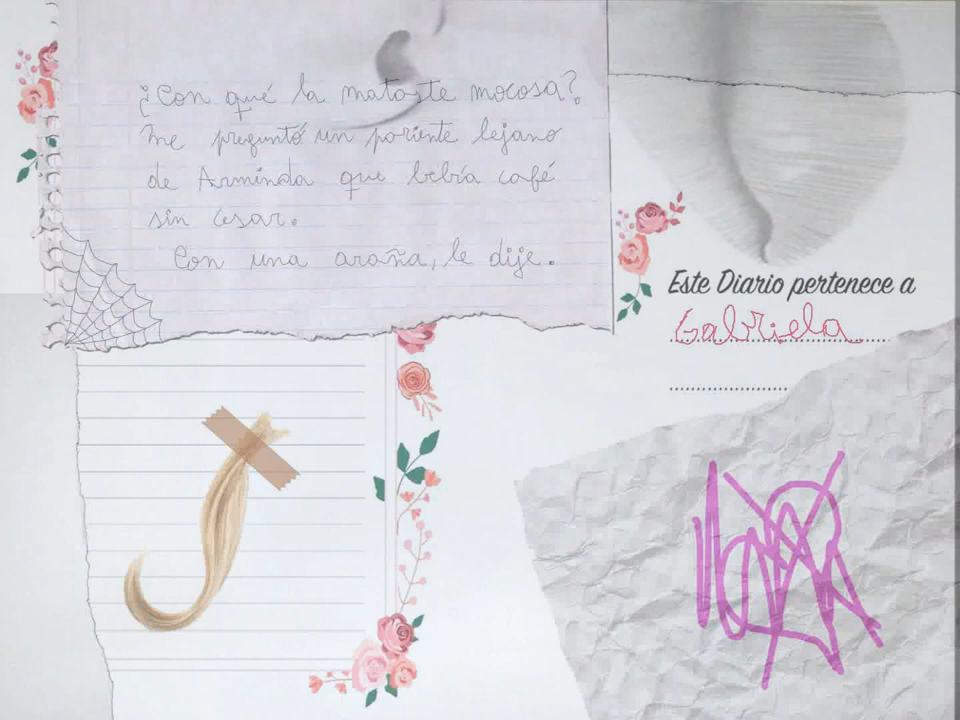 ¿Con qué la mataste mocosa?
me preguntó un pariente lejano
de Arminda que bebía café
sin cesar.
Con una araña, le dije.
Este Diario pertenece a
Gabriela